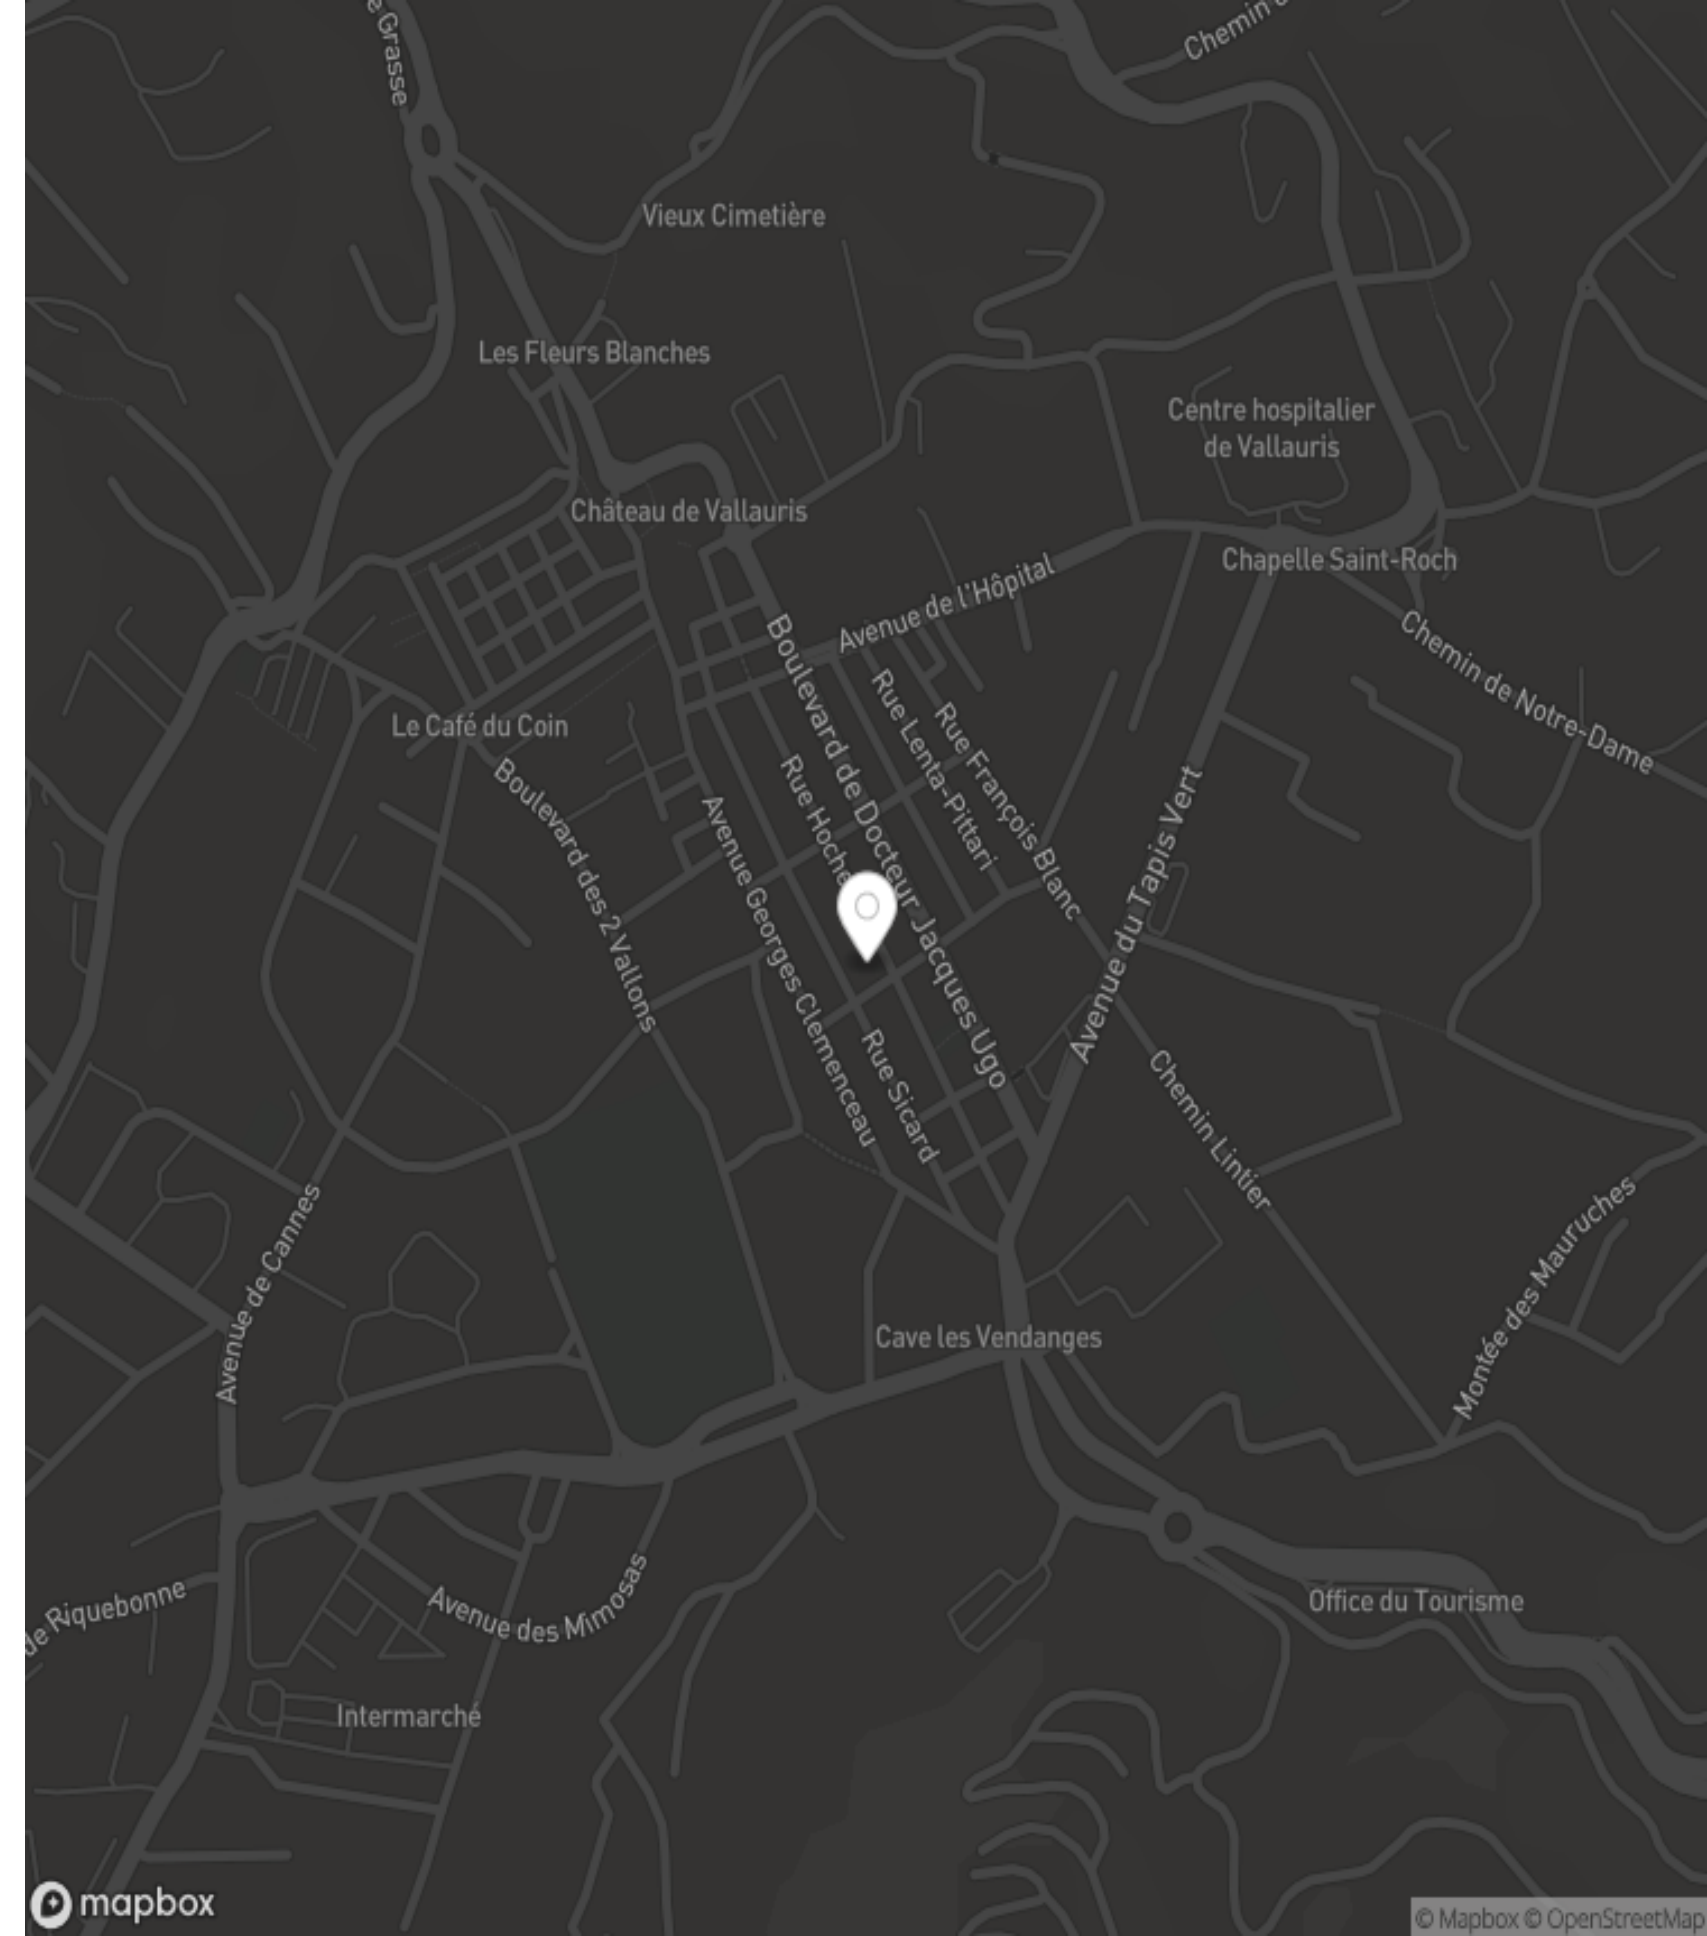 e Grasse
Chemin
Vieux Cimetière
Les Fleurs Blanches
Centre hospitalier
de Vallauris
Château de Vallauris
Chapelle Saint-Roch
Avenue de l'Hôpital
Chemin de Notre-Dame
Boulevard de Docteur Jacques Ugo
Rue Lenta-Pittari
Rue François Blanc
Le Café du Coin
Boulevard des 2 Vallons
Rue Hoche
Avenue Georges Clemenceau
Avenue du Tapis Vert
Rue Sicard
Chemin Lintier
Avenue de Cannes
Montée des Mauruches
Cave les Vendanges
de Riquebonne
Avenue des Mimosas
Office du Tourisme
Intermarché
mapbox
© Mapbox © OpenStreetMap